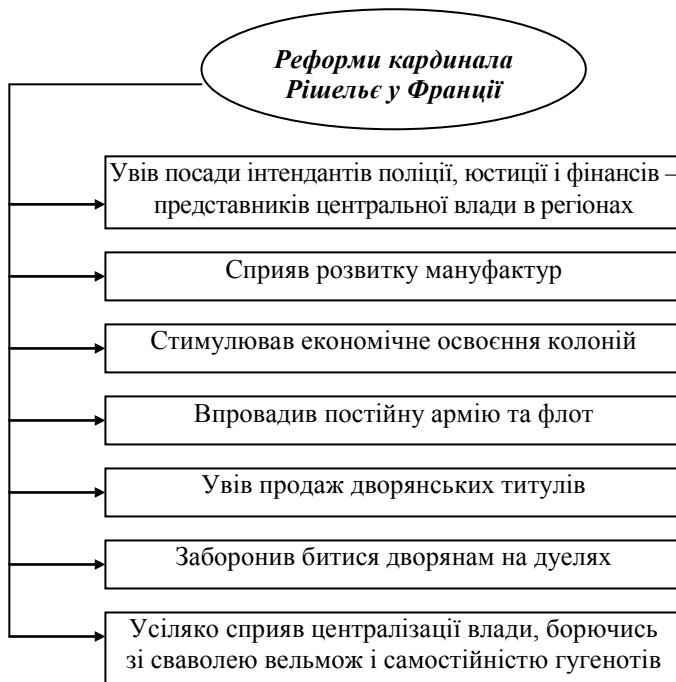 Реформи кардинала
Рішельє у Франції
Увів посади інтендантів поліції, юстиції і фінансів –
представників центральної влади в регіонах
Сприяв розвитку мануфактур
Стимулював економічне освоєння колоній
Впровадив постійну армію та флот
Увів продаж дворянських титулів
Заборонив битися дворянам на дуелях
Усіляко сприяв централізації влади, борючись
зі сваволею вельмож і самостійністю гугенотів